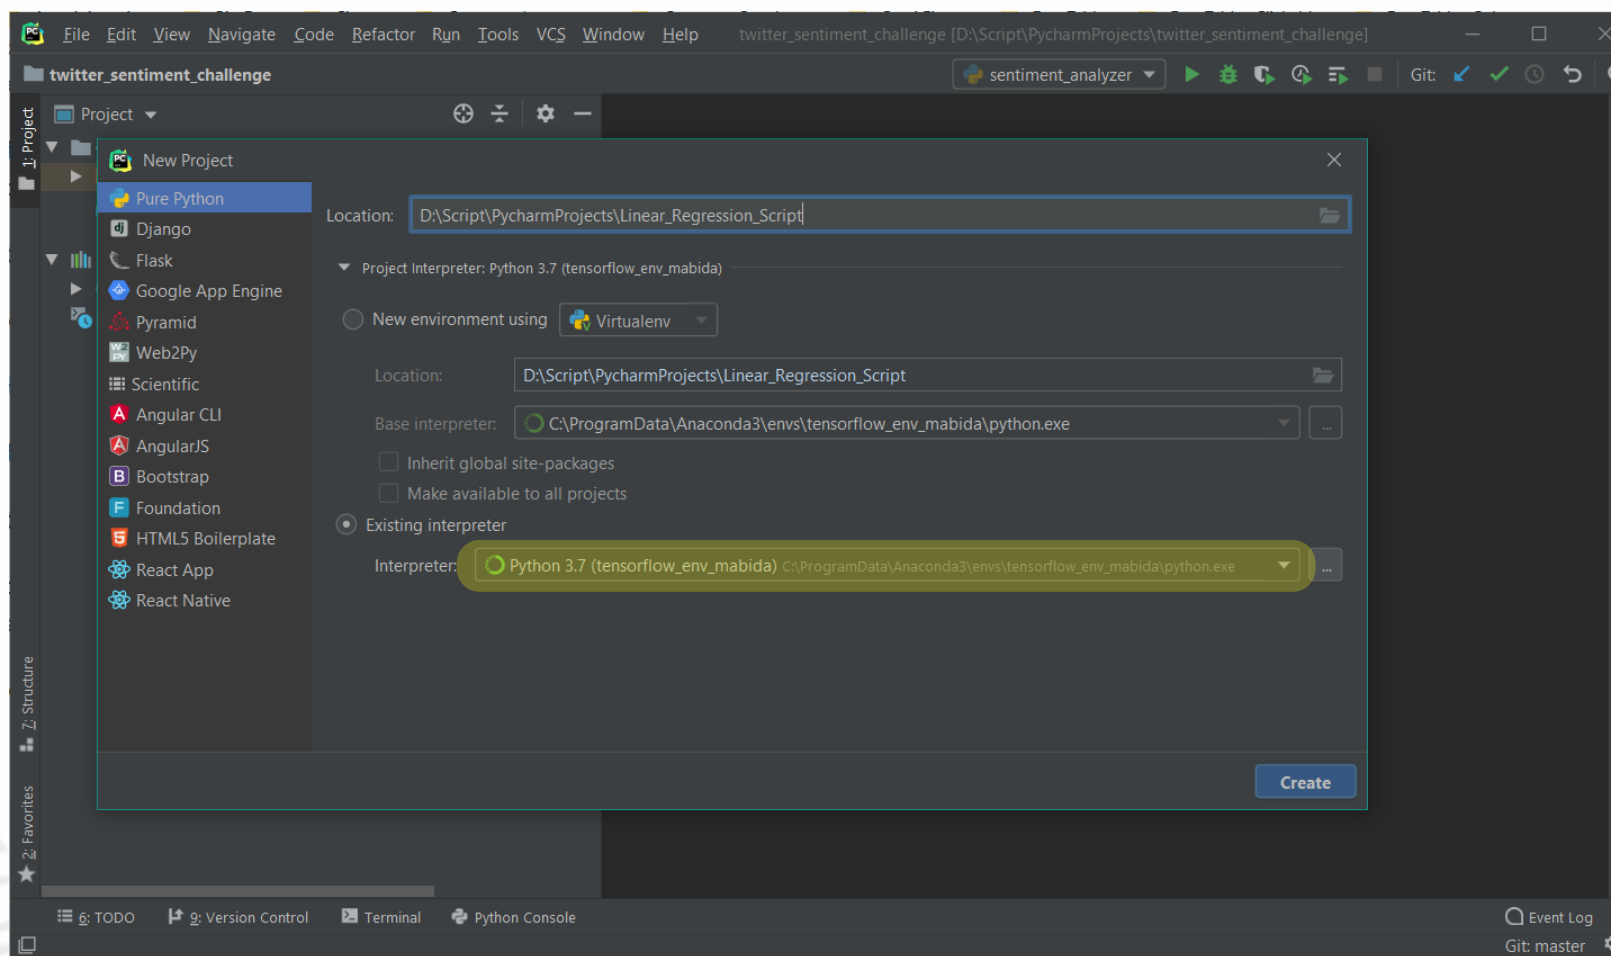 File Edit View Navigate Code Refactor Run Tools VCS Window Help twitter_sentiment_challenge [D:\Script\PycharmProjects\twitter_sentiment_challenge]
twitter_sentiment_challenge sentiment_analyzer Git:
1: Project
Project
New Project
Pure Python
Django
Flask
Google App Engine
Pyramid
Web2Py
Scientific
Angular CLI
AngularJS
Bootstrap
Foundation
HTML5 Boilerplate
React App
React Native
Location: D:\Script\PycharmProjects\Linear_Regression_Script
Project Interpreter: Python 3.7 (tensorflow_env_mabida)
New environment using Virtualenv
Location: D:\Script\PycharmProjects\Linear_Regression_Script
Base interpreter: C:\ProgramData\Anaconda3\envs\tensorflow_env_mabida\python.exe ...
Inherit global site-packages
Make available to all projects
Existing interpreter
Interpreter: Python 3.7 (tensorflow_env_mabida) C:\ProgramData\Anaconda3\envs\tensorflow_env_mabida\python.exe ...
Create
7: Structure
2: Favorites
6: TODO 9: Version Control Terminal Python Console Event Log
Git: master